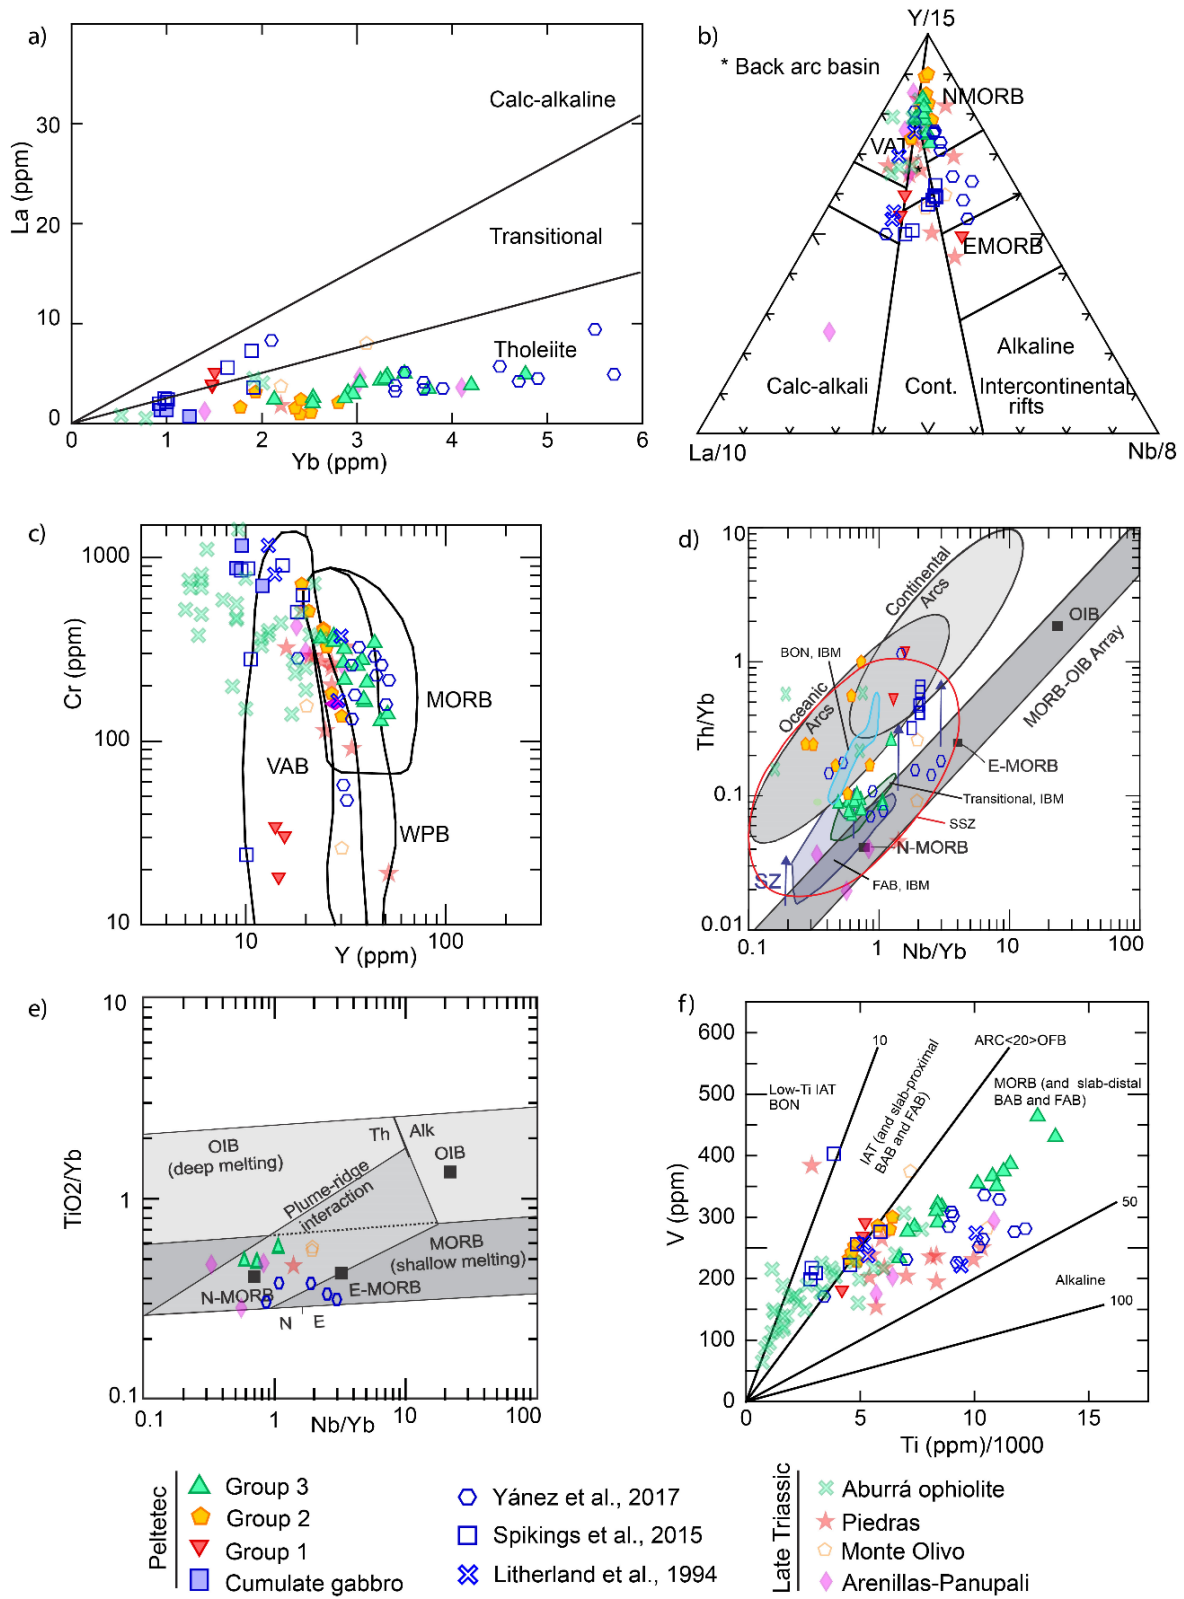 a)
La (ppm)
30
20
10
0
Calc-alkaline
Transitional
Tholeiite
0 1 2 3 4 5 6
Yb (ppm)
b)
Y/15
* Back arc basin
NMORB
VAT
*
EMORB
Alkaline
Calc-alkali
Cont.
Intercontinental
rifts
La/10
Nb/8
c)
Cr (ppm)
1000
100
10
MORB
VAB
WPB
10 100
Y (ppm)
d)
Th/Yb
10
1
0.1
0.01
Continental
Arcs
OIB
BON, IBM
Oceanic
Arcs
MORB-OIB Array
E-MORB
Transitional, IBM
SSZ
N-MORB
SZ
FAB, IBM
0.1 1 10 100
Nb/Yb
e)
TiO2/Yb
10
1
0.1
OIB
(deep melting)
Th
Alk
OIB
Plume-ridge
interaction
MORB
(shallow melting)
N-MORB
E-MORB
N
E
0.1 1 10 100
Nb/Yb
f)
V (ppm)
600
500
400
300
200
100
0
10
ARC<20>OFB
Low-Ti IAT
BON
IAT (and slab-proximal
BAB and FAB)
MORB (and slab-distal
BAB and FAB)
50
Alkaline
100
0 5 10 15
Ti (ppm)/1000
Peltetec
Group 3
Group 2
Group 1
Cumulate gabbro
Yánez et al., 2017
Spikings et al., 2015
Litherland et al., 1994
Late Triassic
Aburrá ophiolite
Piedras
Monte Olivo
Arenillas-Panupali